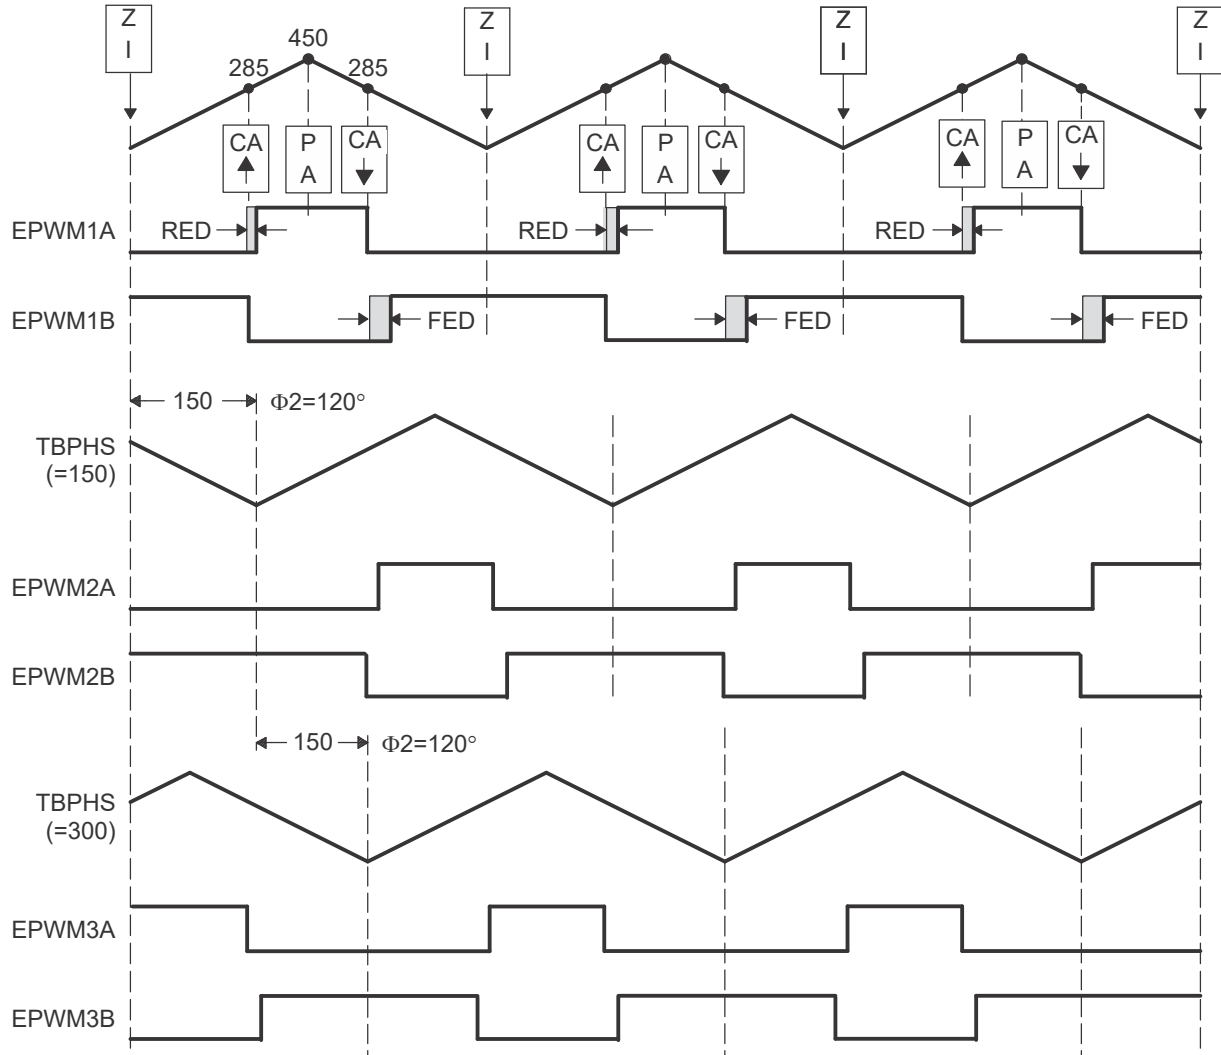 Z
I
Z
I
Z
I
Z
I
450
285
285
CA
P
A
CA
CA
P
A
CA
CA
P
A
CA
EPWM1A
RED
RED
RED
EPWM1B
FED
FED
FED
150
Φ2=120°
TBPHS
(=150)
EPWM2A
EPWM2B
150
Φ2=120°
TBPHS
(=300)
EPWM3A
EPWM3B